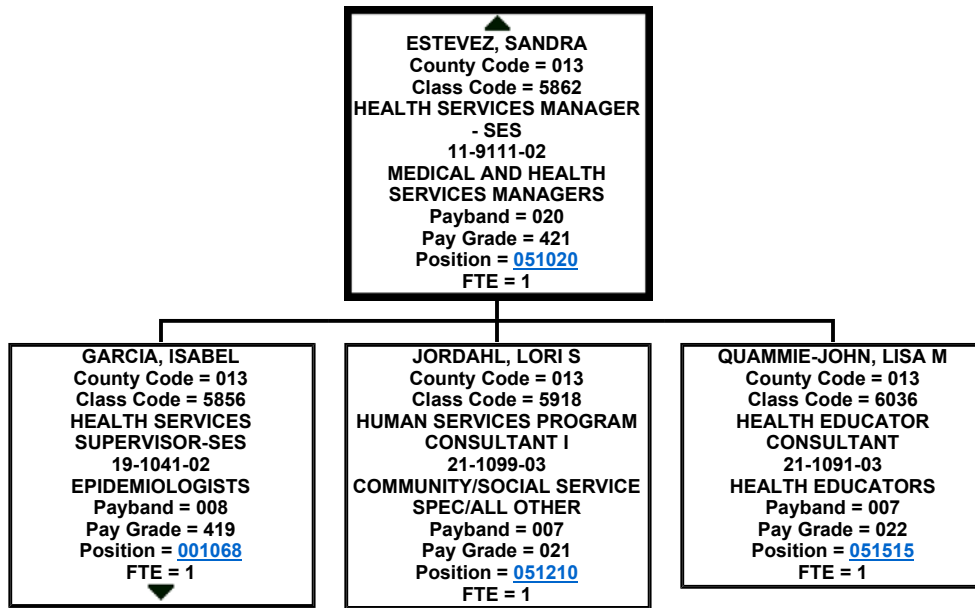 ESTEVEZ, SANDRA
County Code = 013
Class Code = 5862
HEALTH SERVICES MANAGER
- SES
11-9111-02
MEDICAL AND HEALTH
SERVICES MANAGERS
Payband = 020
Pay Grade = 421
Position = 051020
FTE = 1
GARCIA, ISABEL
County Code = 013
Class Code = 5856
HEALTH SERVICES
SUPERVISOR-SES
19-1041-02
EPIDEMIOLOGISTS
Payband = 008
Pay Grade = 419
Position = 001068
FTE = 1
JORDAHL, LORI S
County Code = 013
Class Code = 5918
HUMAN SERVICES PROGRAM
CONSULTANT I
21-1099-03
COMMUNITY/SOCIAL SERVICE
SPEC/ALL OTHER
Payband = 007
Pay Grade = 021
Position = 051210
FTE = 1
QUAMMIE-JOHN, LISA M
County Code = 013
Class Code = 6036
HEALTH EDUCATOR
CONSULTANT
21-1091-03
HEALTH EDUCATORS
Payband = 007
Pay Grade = 022
Position = 051515
FTE = 1